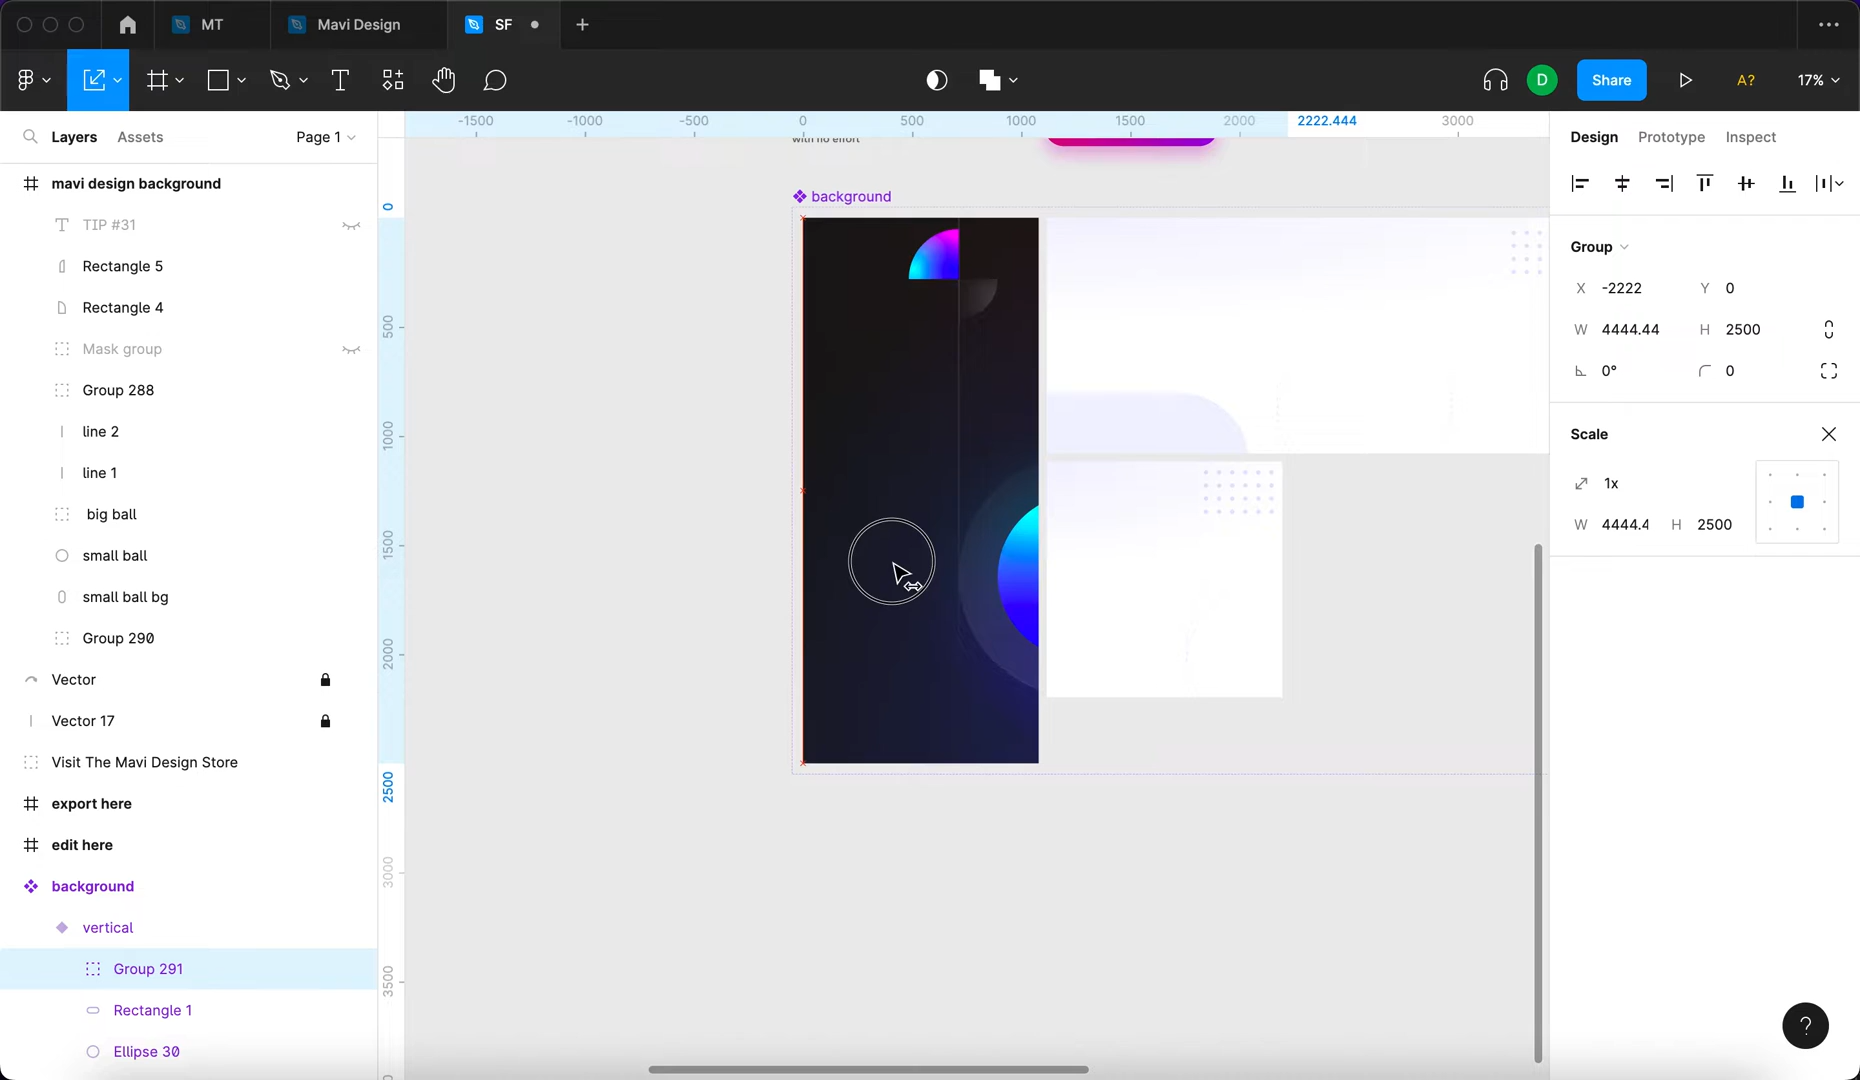 MT
Mavi Design
SF
D
Share
A?
17%
Layers
Assets
Page 1
mavi design background
TIP #31
Rectangle 5
Rectangle 4
Mask group
Group 288
line 2
line 1
big ball
small ball
small ball bg
Group 290
Vector
Vector 17
Visit The Mavi Design Store
export here
edit here
background
vertical
Group 291
Rectangle 1
Ellipse 30
-1500
-1000
-500
0
500
1000
1500
2000
2222.444
3000
0
500
1000
1500
2000
2500
3000
3500
with no effort
background
Design
Prototype
Inspect
Group
X -2222
Y 0
W 4444.44
H 2500
0°
0
Scale
1x
W 4444.4
H 2500
?